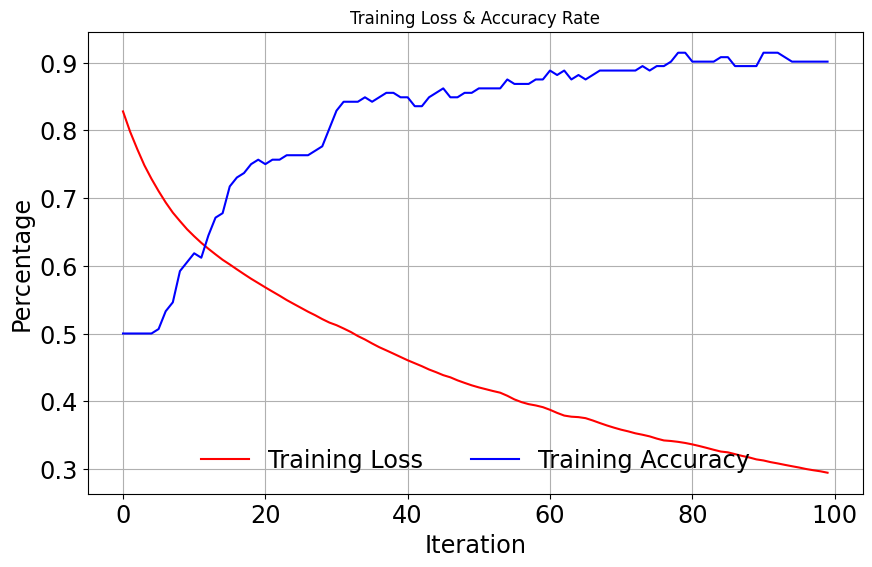 Training Loss & Accuracy Rate
Percentage
0.9
0.8
0.7
0.6
0.5
0.4
0.3
Training Loss Training Accuracy
0 20 40 60 80 100
Iteration